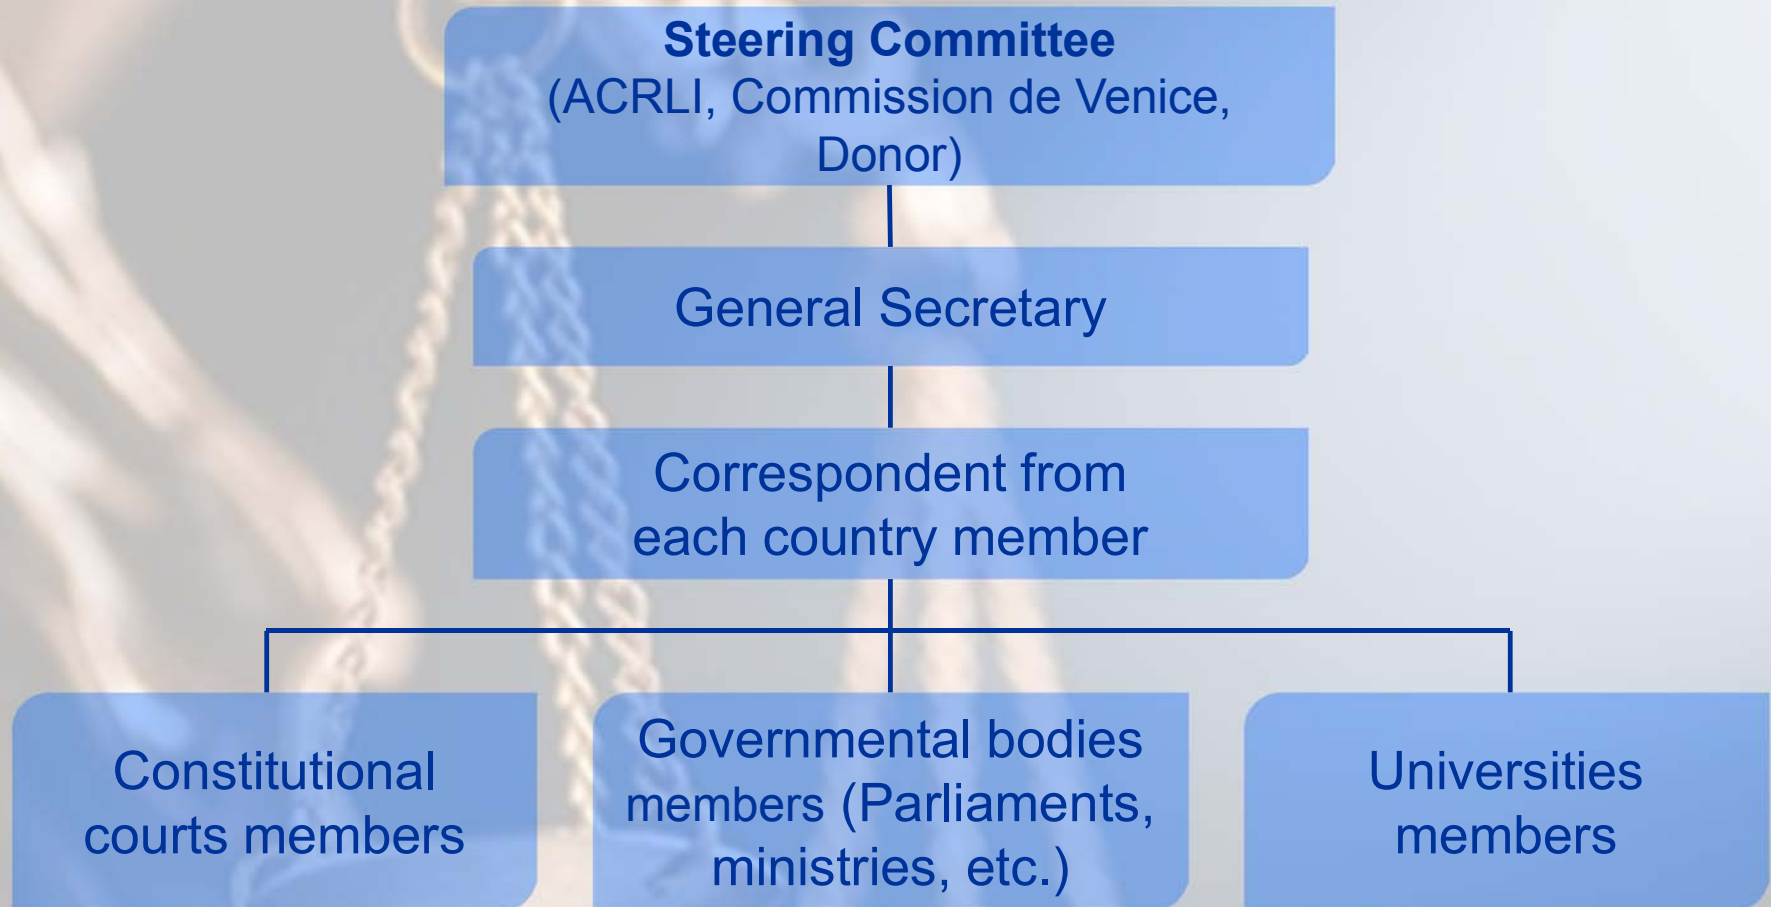 Steering Committee
(ACRLI, Commission de Venice,
Donor)
General Secretary
Correspondent from
each country member
Constitutional
courts members
Governmental bodies
members (Parliaments,
ministries, etc.)
Universities
members